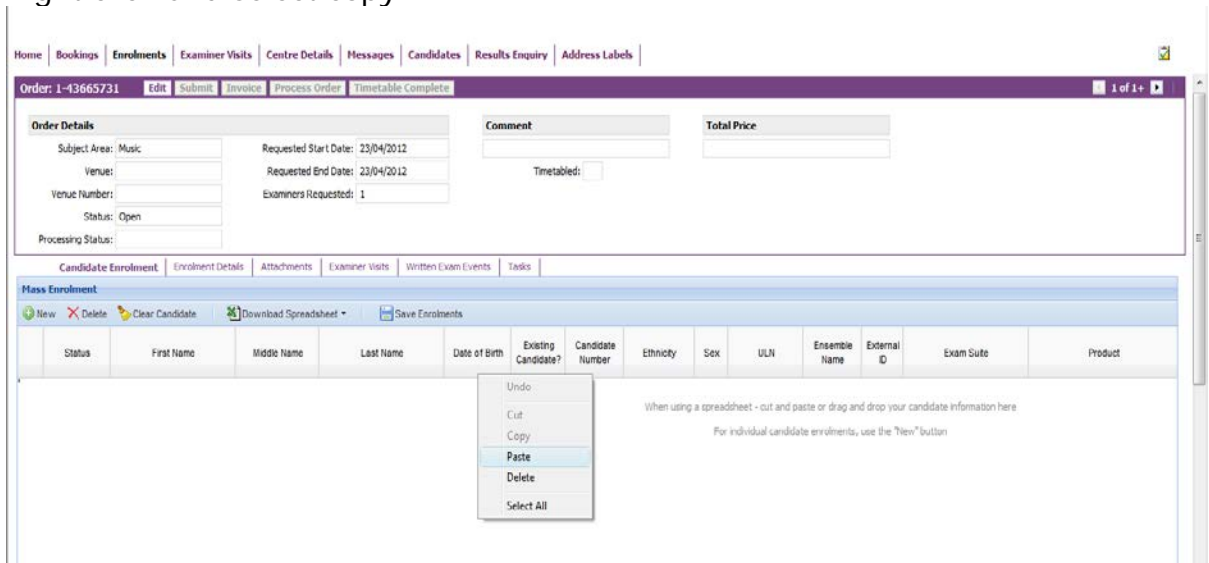 Home | Bookings | Enrolments | Examiner Visits | Centre Details | Messages | Candidates | Results Enquiry | Address Labels |
Order: 1-43665731 Edit Submit Invoice Process Order Timetable Complete 1 of 1+
Order Details Comment Total Price
Subject Area: Music Requested Start Date: 23/04/2012
Venue: Requested End Date: 23/04/2012 Timetabled:
Venue Number: Examiners Requested: 1
Status: Open
Processing Status:
Candidate Enrolment | Enrolment Details | Attachments | Examiner Visits | Written Exam Events | Tasks |
Mass Enrolment
New Delete Clear Candidate Download Spreadsheet Save Enrolments
Status First Name Middle Name Last Name Date of Birth Existing Candidate? Candidate Number Ethnicity Sex ULN Ensemble Name External ID Exam Suite Product
Undo
Cut
Copy
Paste
Delete
Select All
When using a spreadsheet - cut and paste or drag and drop your candidate information here
For individual candidate enrolments, use the "New" button